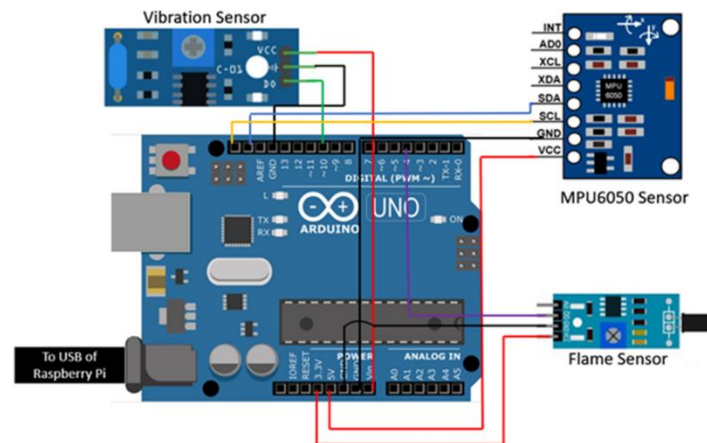 Vibration Sensor
VCC
C-01
DO
INT
AD0
XCL
XDA
SDA
SCL
GND
VCC
MPU
6050
MPU6050 Sensor
AREF
GND
13
12
~11
~10
~9
8
7
~6
~5
~3
2
TX-1
RX-0
DIGITAL (PWM ~)
L
TX
RX
UNO
ARDUINO
ON
To USB of
Raspberry Pi
Flame Sensor
POWER
ANALOG IN
IOREF
RESET
3.3V
5V
GND
Vin
A0
A1
A2
A3
A4
A5